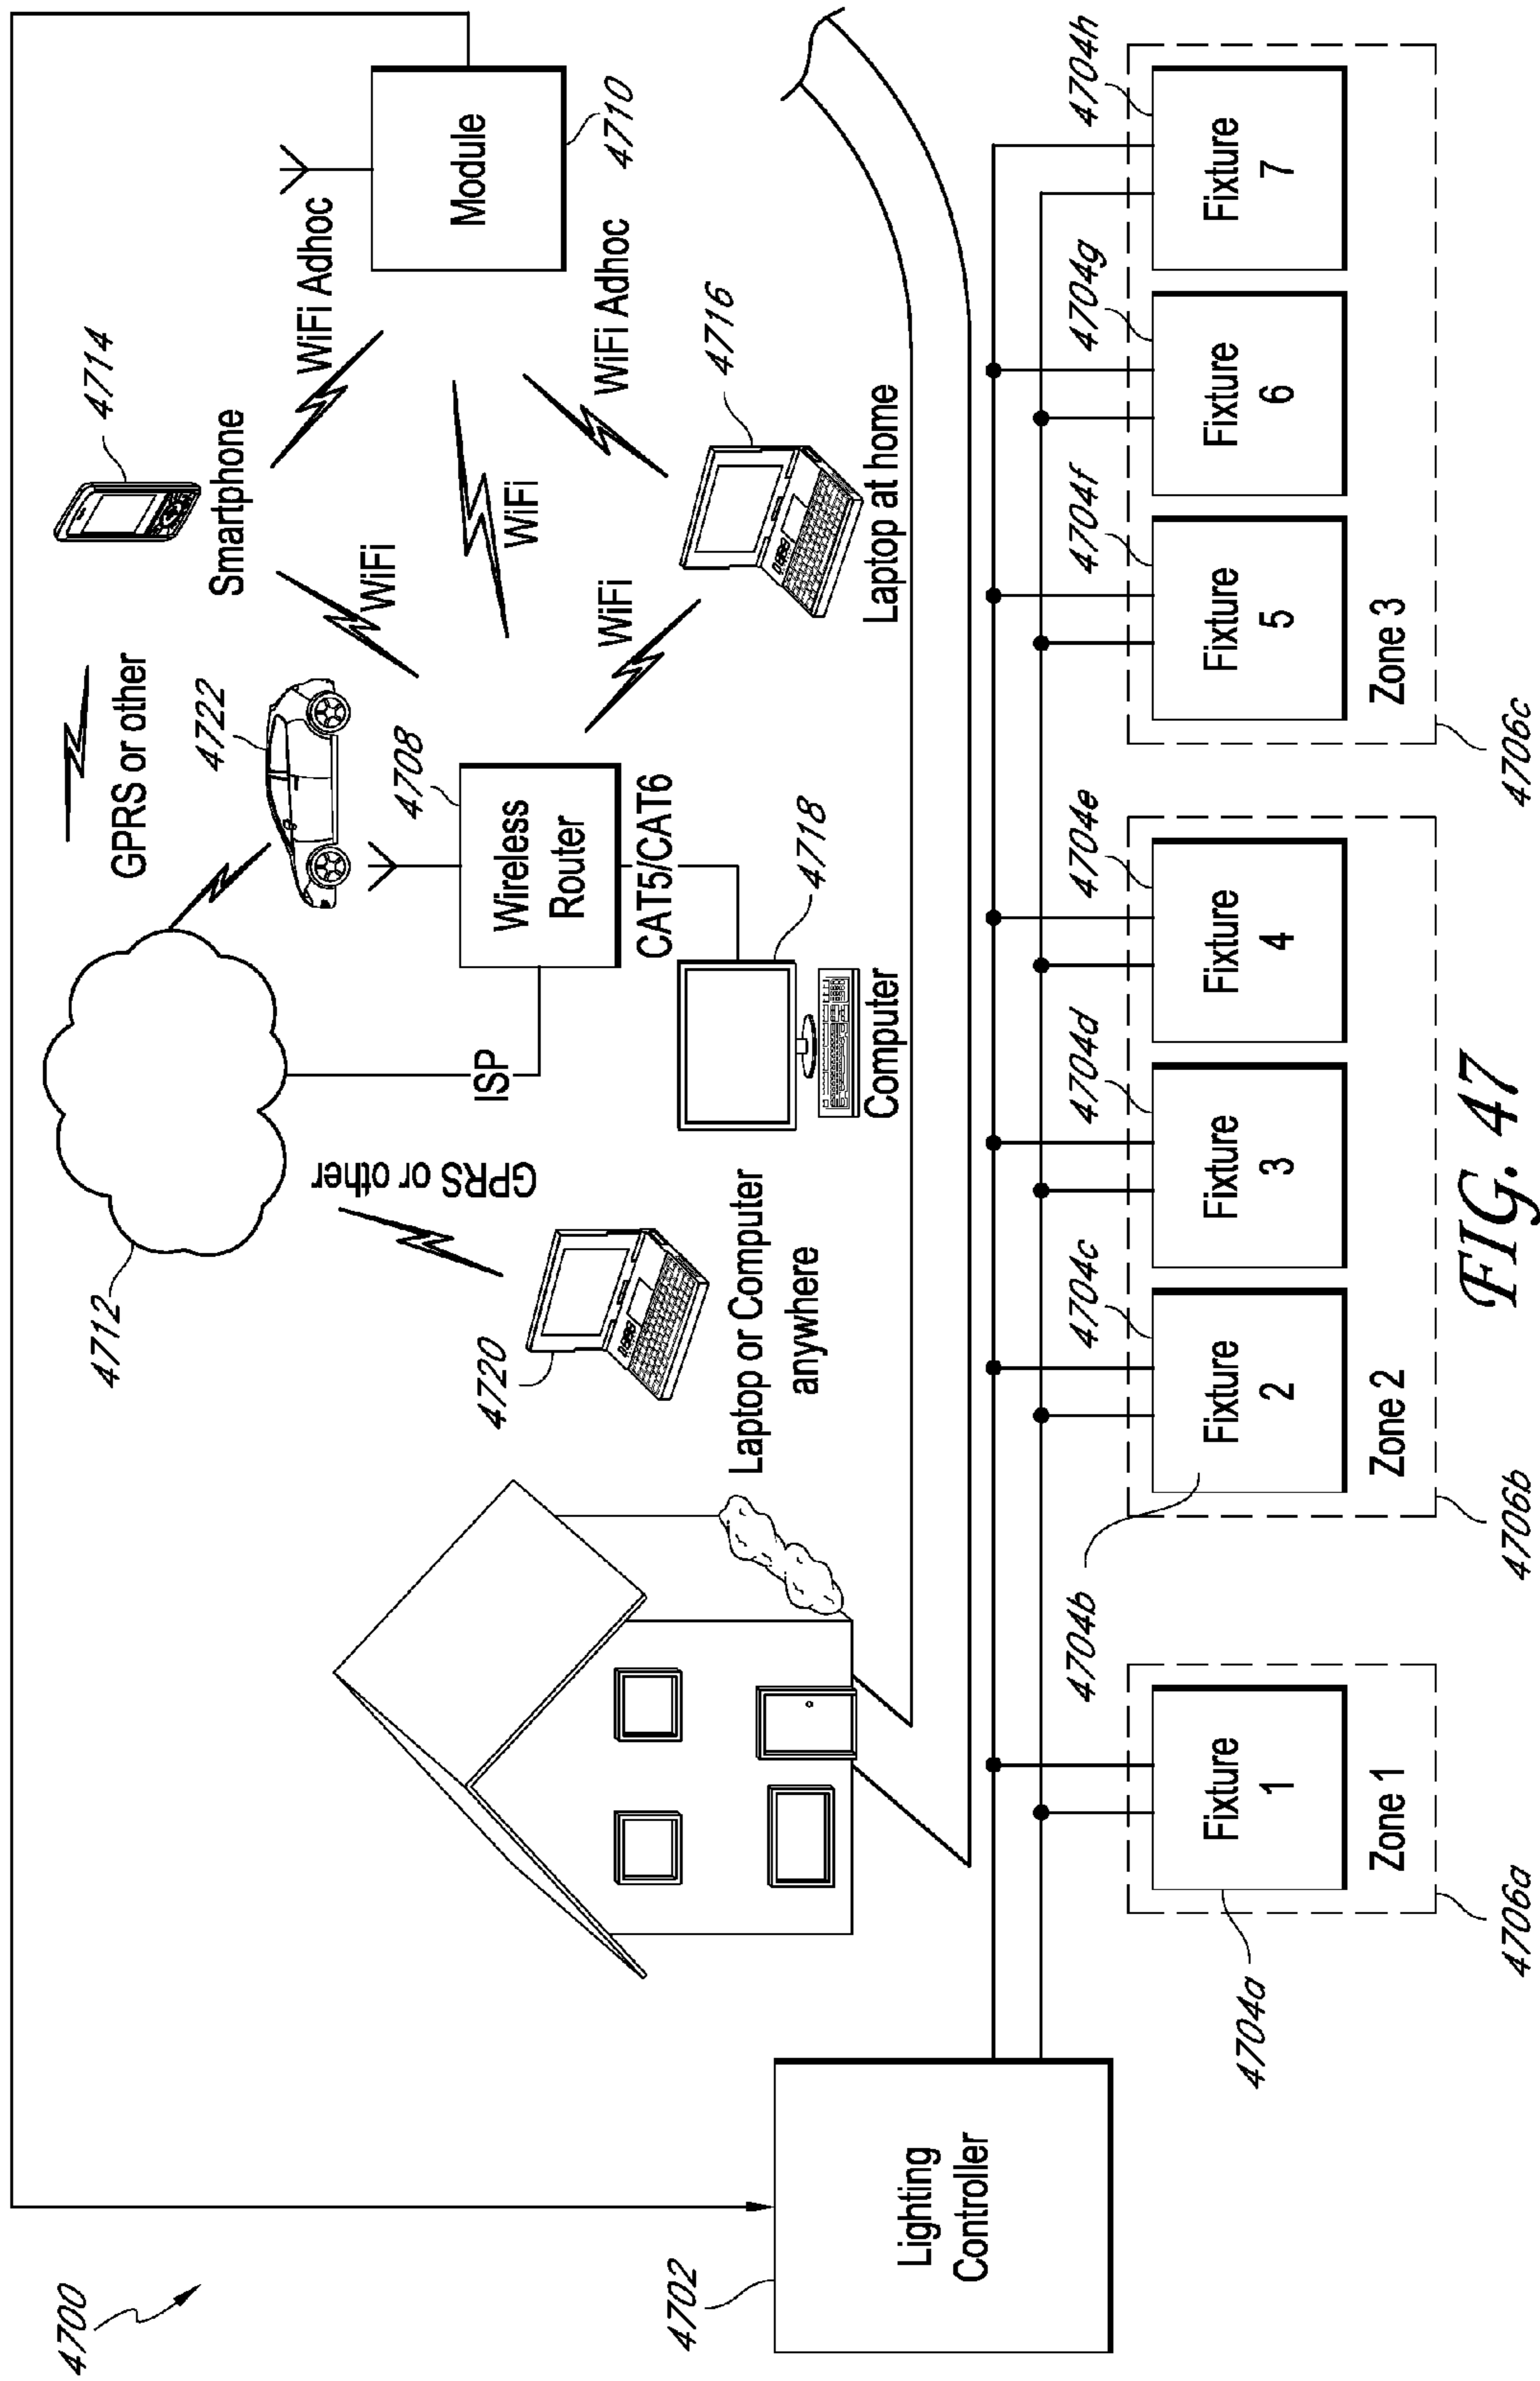 4700
4712
GPRS or other
4714
Smartphone
4722
WiFi Adhoc
GPRS or other
4708
WiFi
Module
4710
ISP
Wireless
Router
WiFi
WiFi Adhoc
4720
CAT5/CAT6
WiFi
4716
Laptop or Computer
anywhere
4718
Computer
Laptop at home
4702
Lighting
Controller
4704b
4704c
4704d
4704e
4704f
4704g
4704h
4704a
Fixture
1
Fixture
2
Fixture
3
Fixture
4
Fixture
5
Fixture
6
Fixture
7
Zone 1
Zone 2
Zone 3
4706a
4706b
4706c
FIG. 47